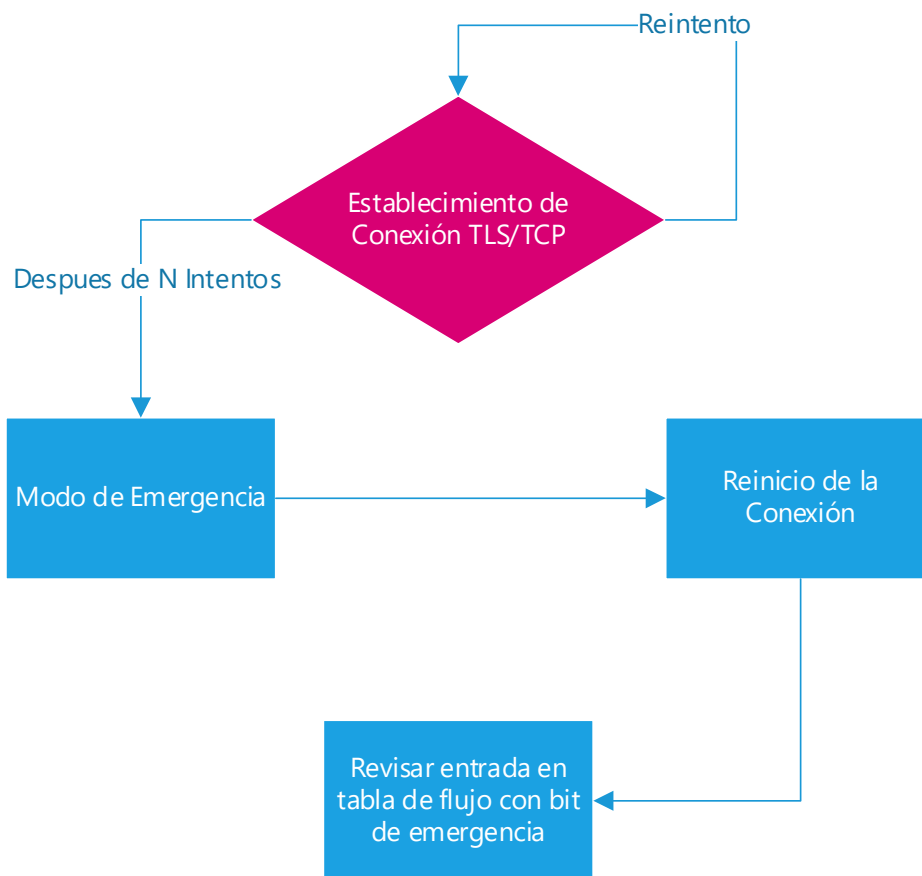 Reintento
Establecimiento de
Conexión TLS/TCP
Despues de N Intentos
Modo de Emergencia
Reinicio de la
Conexión
Revisar entrada en
tabla de flujo con bit
de emergencia